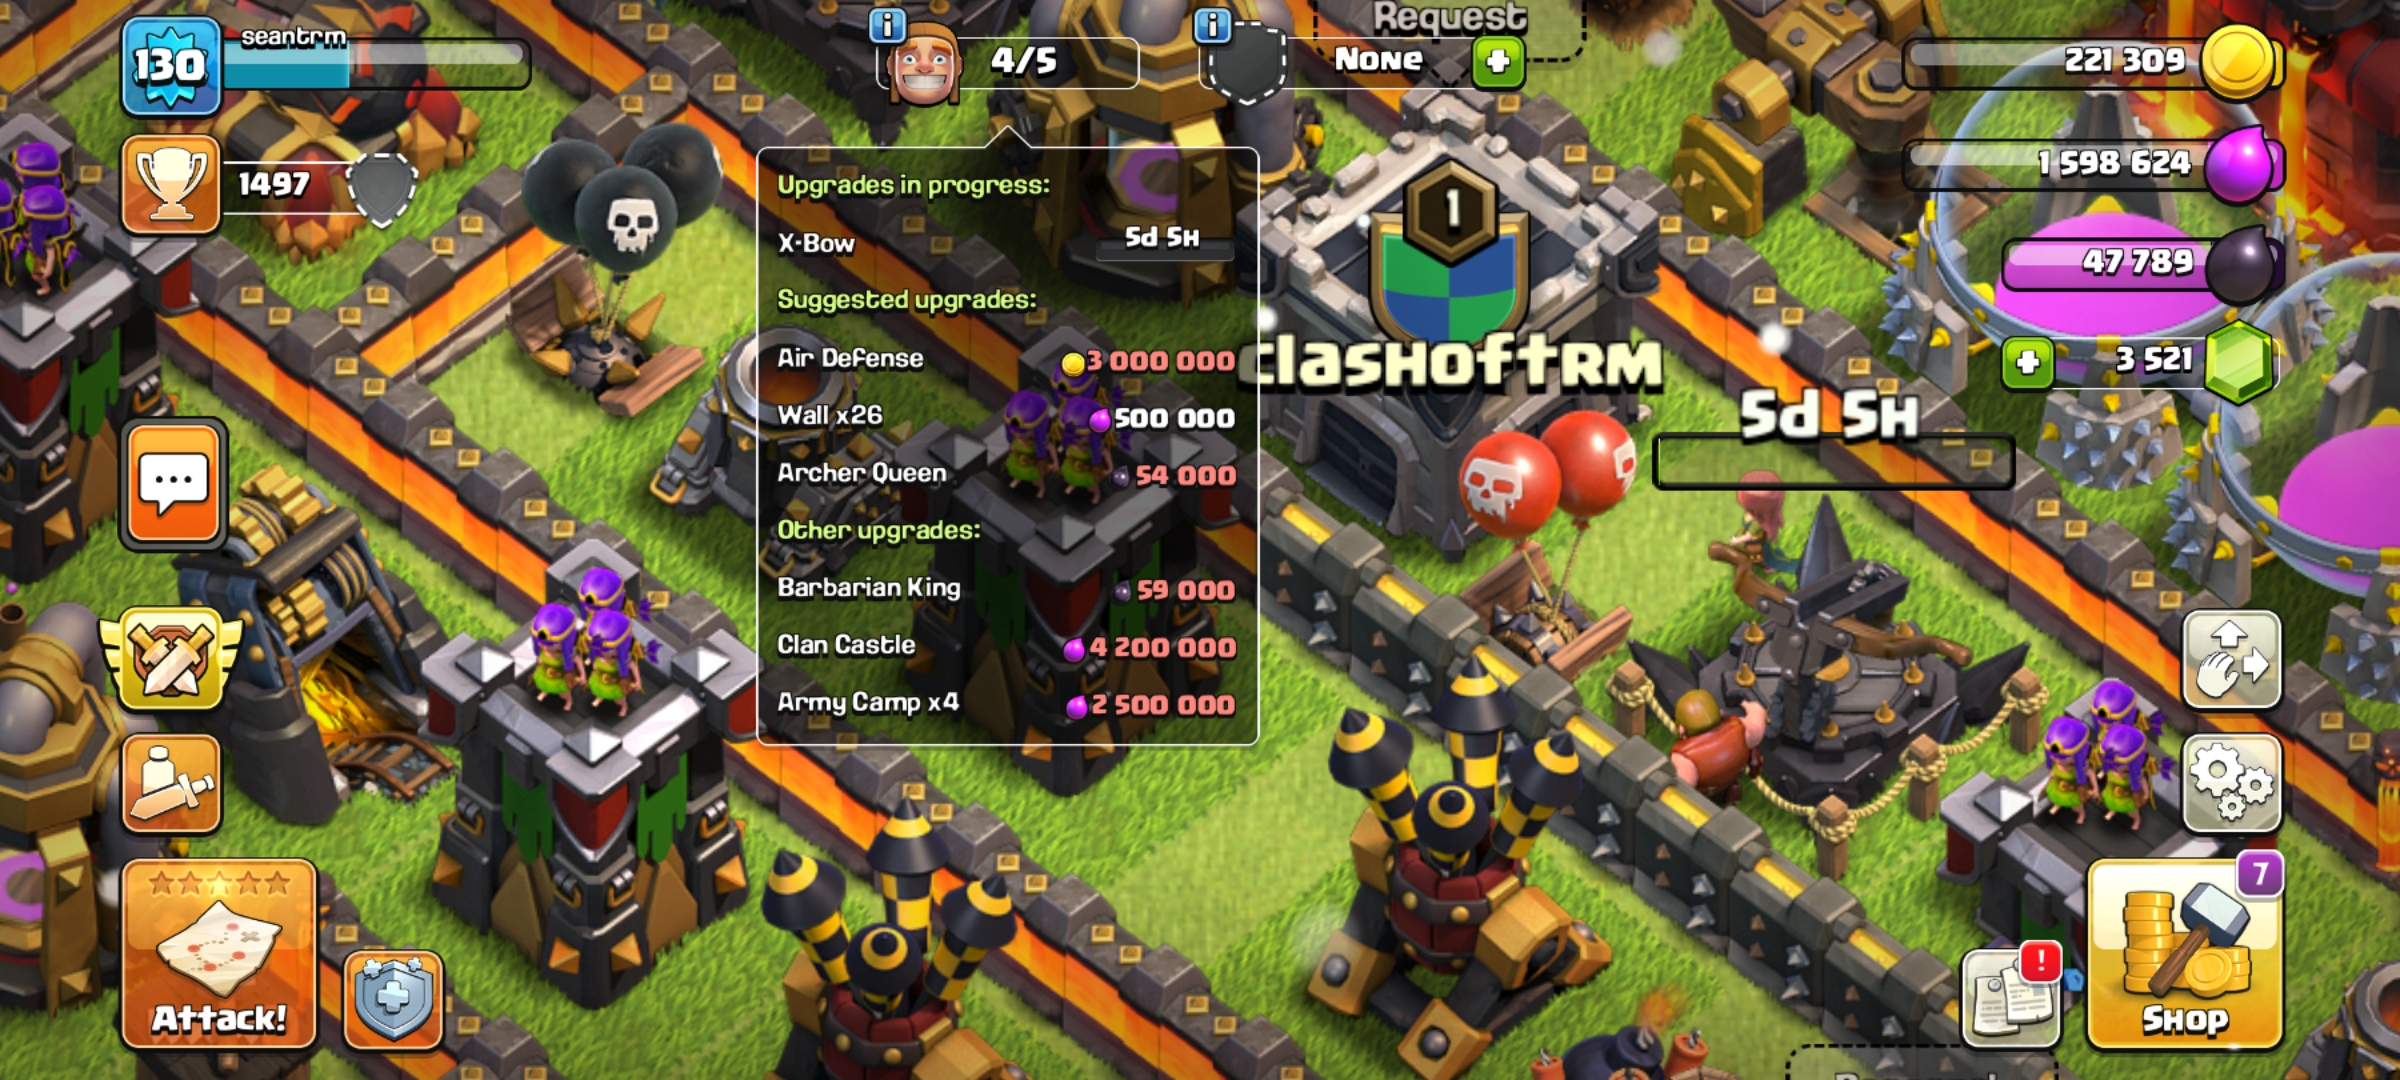 130
seantrm
4/5
Request
None
221 309
1497
1 598 624
47 789
3 521
Upgrades in progress:
X-Bow 5d 5h
Suggested upgrades:
Air Defense 3 000 000
Wall x26 500 000
Archer Queen 54 000
Other upgrades:
Barbarian King 59 000
Clan Castle 4 200 000
Army Camp x4 2 500 000
1
clashoftrm
5d 5h
Attack!
7
!
Shop